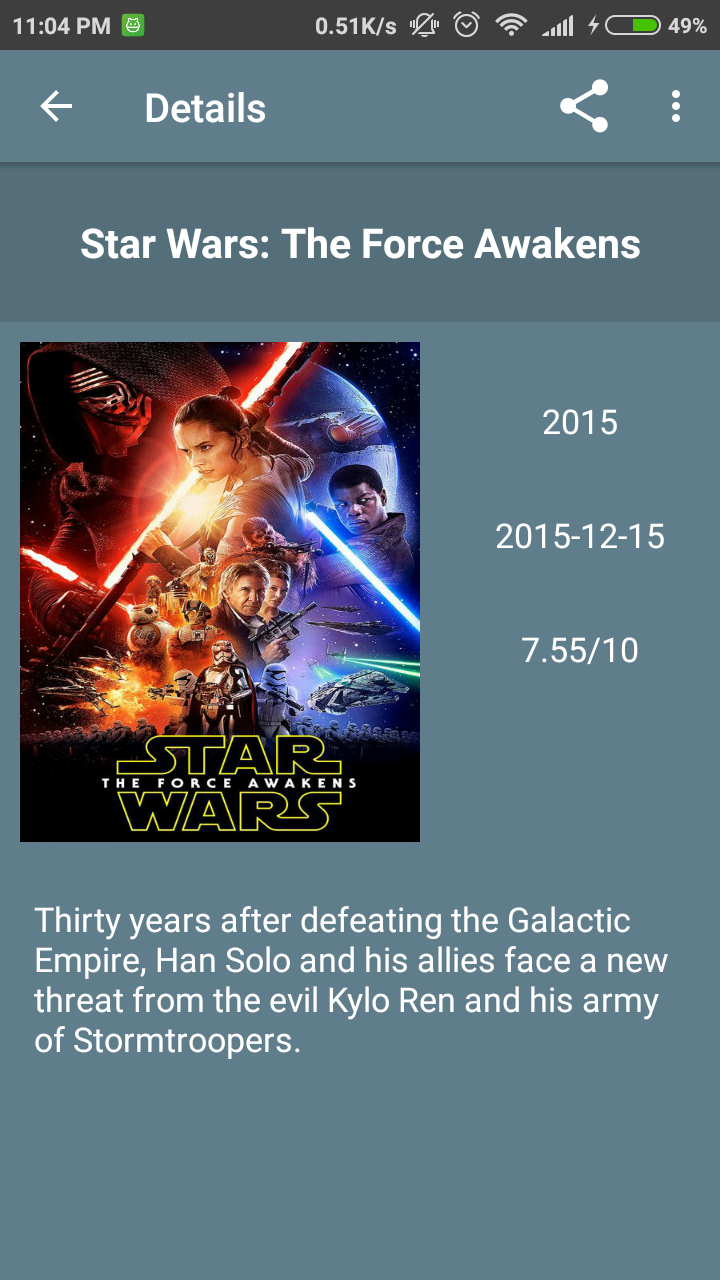 11:04 PM 0.51K/s 49%
Details
Star Wars: The Force Awakens
2015
2015-12-15
7.55/10
STAR
THE FORCE AWAKENS
WARS
Thirty years after defeating the Galactic
Empire, Han Solo and his allies face a new
threat from the evil Kylo Ren and his army
of Stormtroopers.